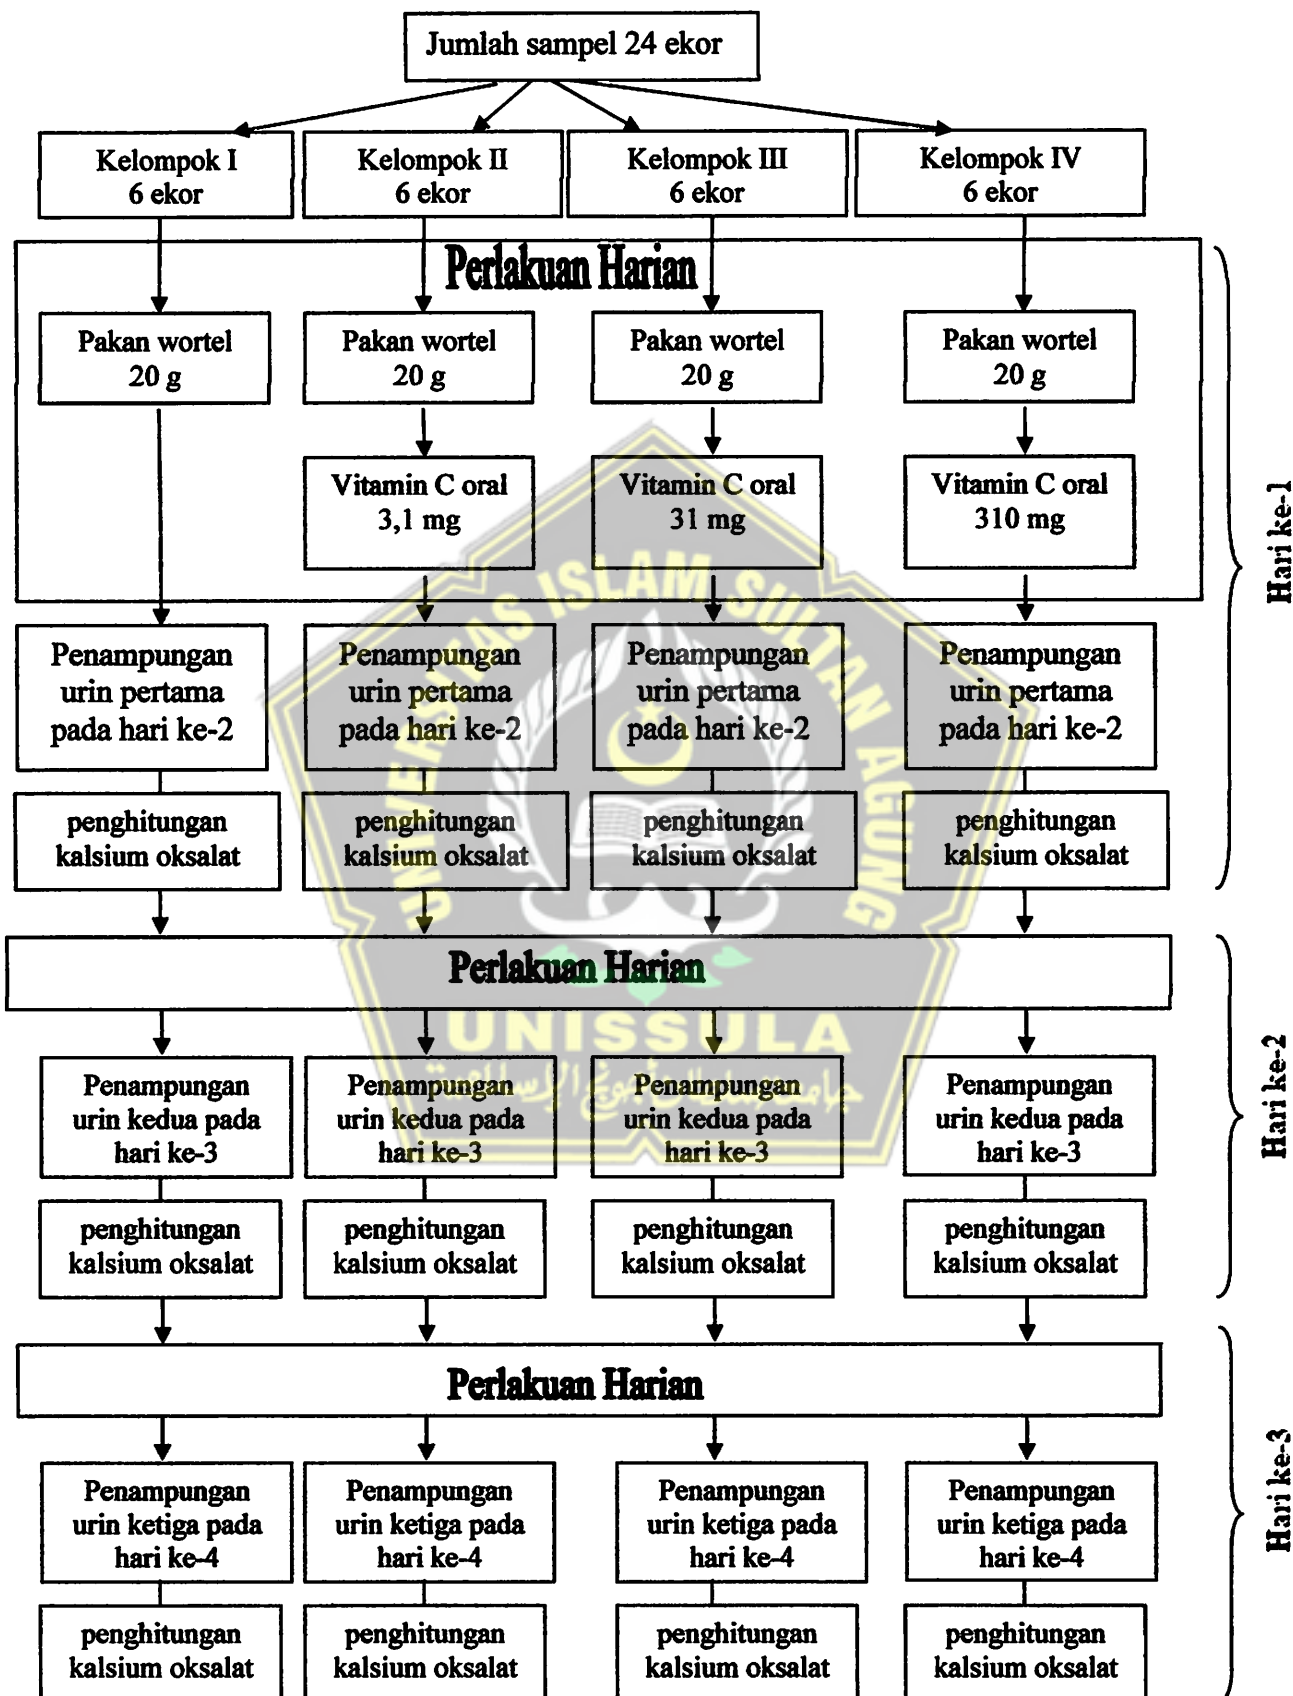 Jumlah sampel 24 ekor
Kelompok I
6 ekor
Kelompok II
6 ekor
Kelompok III
6 ekor
Kelompok IV
6 ekor
Perlakuan Harian
Pakan wortel
20 g
Pakan wortel
20 g
Pakan wortel
20 g
Pakan wortel
20 g
Vitamin C oral
3,1 mg
Vitamin C oral
31 mg
Vitamin C oral
310 mg
Hari ke-1
Penampungan
urin pertama
pada hari ke-2
Penampungan
urin pertama
pada hari ke-2
Penampungan
urin pertama
pada hari ke-2
Penampungan
urin pertama
pada hari ke-2
penghitungan
kalsium oksalat
penghitungan
kalsium oksalat
penghitungan
kalsium oksalat
penghitungan
kalsium oksalat
UNIVERSITAS ISLAM SULTAN AGUNG
Perlakuan Harian
UNISSULA
جامعة سلطان أجونج الإسلامية
Hari ke-2
Penampungan
urin kedua pada
hari ke-3
Penampungan
urin kedua pada
hari ke-3
Penampungan
urin kedua pada
hari ke-3
Penampungan
urin kedua pada
hari ke-3
penghitungan
kalsium oksalat
penghitungan
kalsium oksalat
penghitungan
kalsium oksalat
penghitungan
kalsium oksalat
Perlakuan Harian
Hari ke-3
Penampungan
urin ketiga pada
hari ke-4
Penampungan
urin ketiga pada
hari ke-4
Penampungan
urin ketiga pada
hari ke-4
Penampungan
urin ketiga pada
hari ke-4
penghitungan
kalsium oksalat
penghitungan
kalsium oksalat
penghitungan
kalsium oksalat
penghitungan
kalsium oksalat